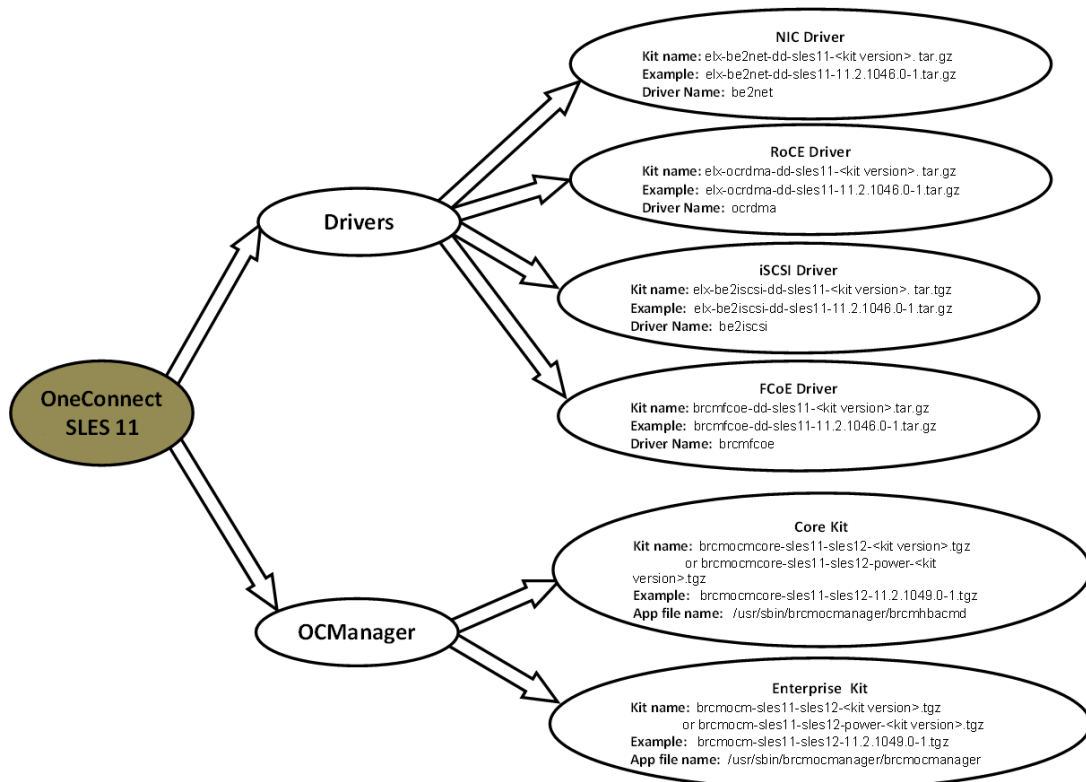 NIC Driver
Kit name: elx-be2net-dd-sles11-<kit version>. tar.gz
Example: elx-be2net-dd-sles11-11.2.1046.0-1.tar.gz
Driver Name: be2net
RoCE Driver
Kit name: elx-ocrdma-dd-sles11-<kit version>. tar.gz
Example: elx-ocrdma-dd-sles11-11.2.1046.0-1.tar.gz
Driver Name: ocrdma
Drivers
iSCSI Driver
Kit name: elx-be2iscsi-dd-sles11-<kit version>. tar.tgz
Example: elx-be2iscsi-dd-sles11-11.2.1046.0-1.tar.gz
Driver Name: be2iscsi
FCoE Driver
Kit name: brcmfcoe-dd-sles11-<kit version>.tar.gz
Example: brcmfcoe-dd-sles11-11.2.1046.0-1.tar.gz
Driver Name: brcmfcoe
OneConnect
SLES 11
Core Kit
Kit name: brcmocmcore-sles11-sles12-<kit version>.tgz
or brcmocmcore-sles11-sles12-power-<kit
version>.tgz
Example: brcmocmcore-sles11-sles12-11.2.1049.0-1.tgz
App file name: /usr/sbin/brcmocmanager/brcmhbacmd
OCManager
Enterprise Kit
Kit name: brcmocm-sles11-sles12-<kit version>.tgz
or brcmocm-sles11-sles12-power-<kit version>.tgz
Example: brcmocm-sles11-sles12-11.2.1049.0-1.tgz
App file name: /usr/sbin/brcmocmanager/brcmocmanager